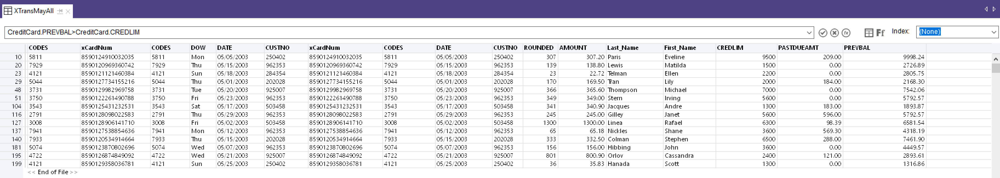 XTransMayAll
CreditCard.PREVBAL>CreditCard.CREDLIM Ff Index: (None)
CODES xCardNum CODES DOW DATE CUSTNO xCardNum CODES DATE CUSTNO ROUNDED AMOUNT Last_Name First_Name CREDLIM PASTDUEAMT PREVBAL
10 5811 8590124910032035 5811 Mon 05/05/2003 250402 8590124910032035 5811 05/05/2003 250402 307 307.20 Paris Eveline 9500 209.00 9998.24
20 7929 8590120969360742 7929 Thu 05/15/2003 962353 8590120969360742 7929 05/15/2003 962353 139 138.80 Lewis Matilda 1500 0.00 2726.89
23 4121 8590121121460384 4121 Sun 05/18/2003 284354 8590121121460384 4121 05/18/2003 284354 23 22.72 Telman Ellen 2200 0.00 2805.75
29 5044 8590127734155216 5044 Thu 05/01/2003 202028 8590127734155216 5044 05/01/2003 202028 170 169.50 Tran Lily 2000 184.00 2168.30
48 3731 8590129982969758 3731 Tue 05/20/2003 925007 8590129982969758 3731 05/20/2003 925007 366 365.60 Thompson Michael 7000 0.00 7542.06
51 3750 8590122261490788 3750 Fri 05/23/2003 962353 8590122261490788 3750 05/23/2003 962353 349 349.00 Stern Irving 5600 0.00 5792.57
104 3543 8590125431232531 3543 Sat 05/17/2003 503458 8590125431232531 3543 05/17/2003 503458 341 340.90 Jacques Andre 1300 183.00 1893.87
116 2791 8590128098022583 2791 Thu 05/29/2003 962353 8590128098022583 2791 05/29/2003 962353 245 245.00 Gilley Janet 5600 596.00 5792.57
127 3008 8590128906141710 3008 Fri 05/02/2003 503458 8590128906141710 3008 05/02/2003 503458 1300 1300.00 Linea Rafael 6300 98.39 6581.54
137 7941 8590127538854636 7941 Mon 05/12/2003 962353 8590127538854636 7941 05/12/2003 962353 65 65.18 Nickles Shane 3600 569.30 4318.19
140 7933 8590120534914664 7933 Thu 05/15/2003 202028 8590120534914664 7933 05/15/2003 202028 333 332.50 Colman Stephen 6500 288.00 7461.90
181 5074 8590123870802696 5074 Wed 05/07/2003 962353 8590123870802696 5074 05/07/2003 962353 156 156.00 Hibbing John 3600 0.00 4449.57
195 4722 8590126874849092 4722 Wed 05/21/2003 925007 8590126874849092 4722 05/21/2003 925007 801 800.90 Orlov Cassandra 2400 121.00 2893.61
199 4121 8590129358036781 4121 Sun 05/25/2003 250402 8590129358036781 4121 05/25/2003 250402 36 35.83 Hanada Scott 1300 0.00 1316.86
<< End of File >>